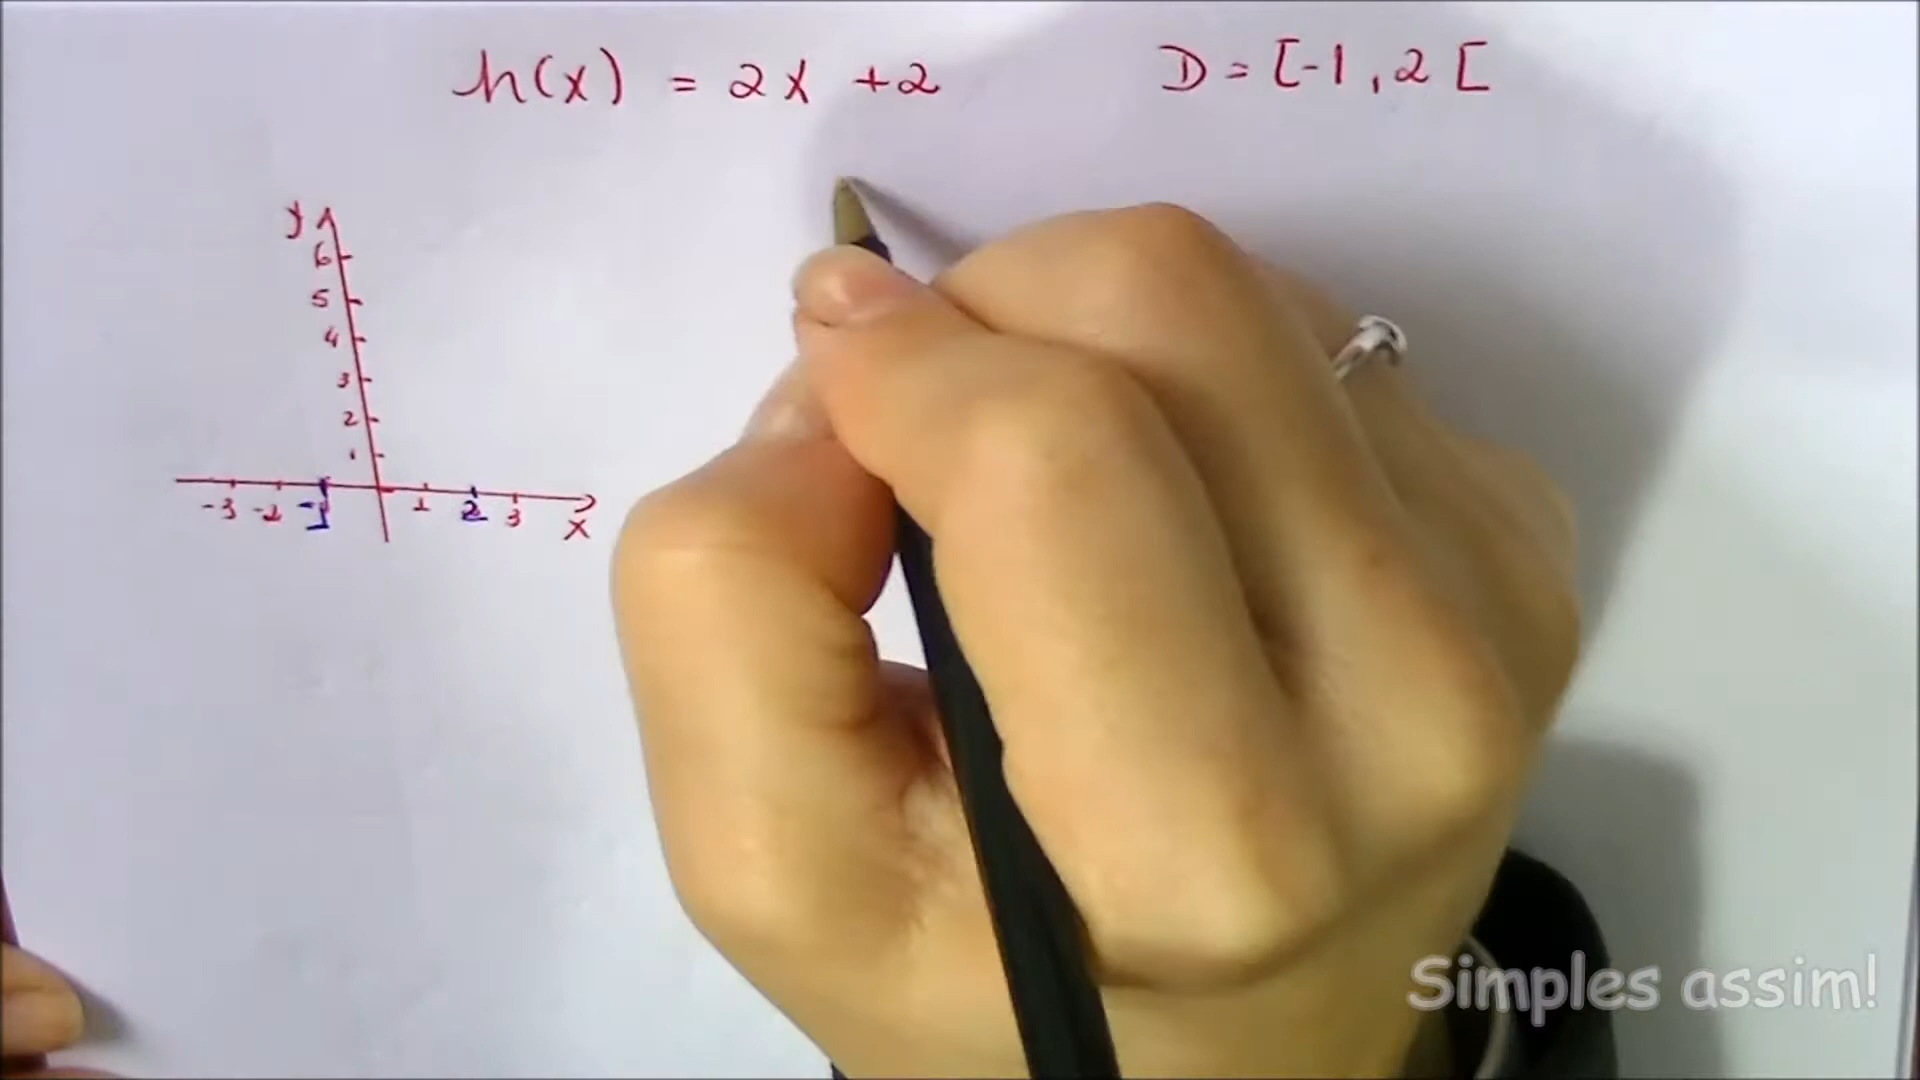 h(x) = 2x +2 D = [-1, 2 [
y
6
5
4
3
2
1
-3 -2 -1 1 2 3 x
Simples assim!